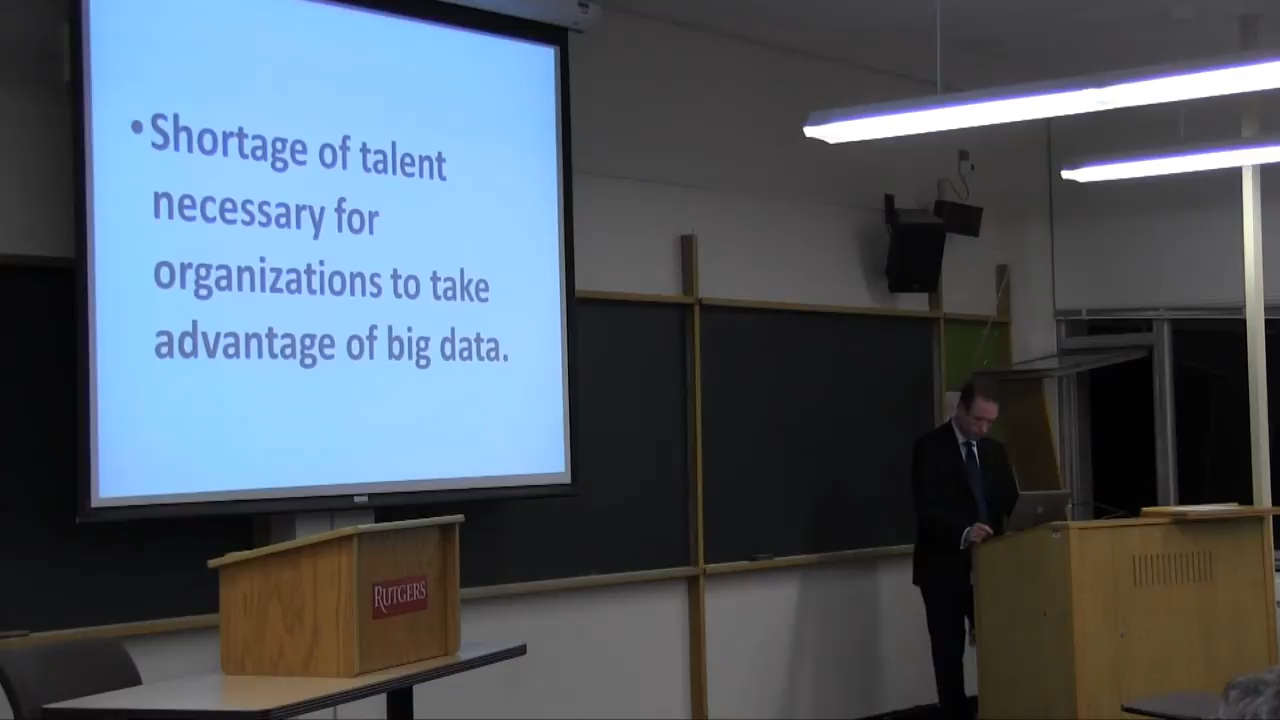 •Shortage of talent
necessary for
organizations to take
advantage of big data.
RUTGERS